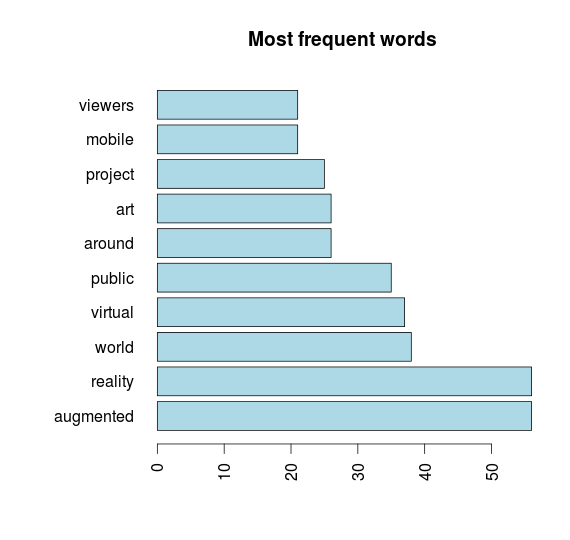 Most frequent words
viewers
mobile
project
art
around
public
virtual
world
reality
augmented
0 10 20 30 40 50